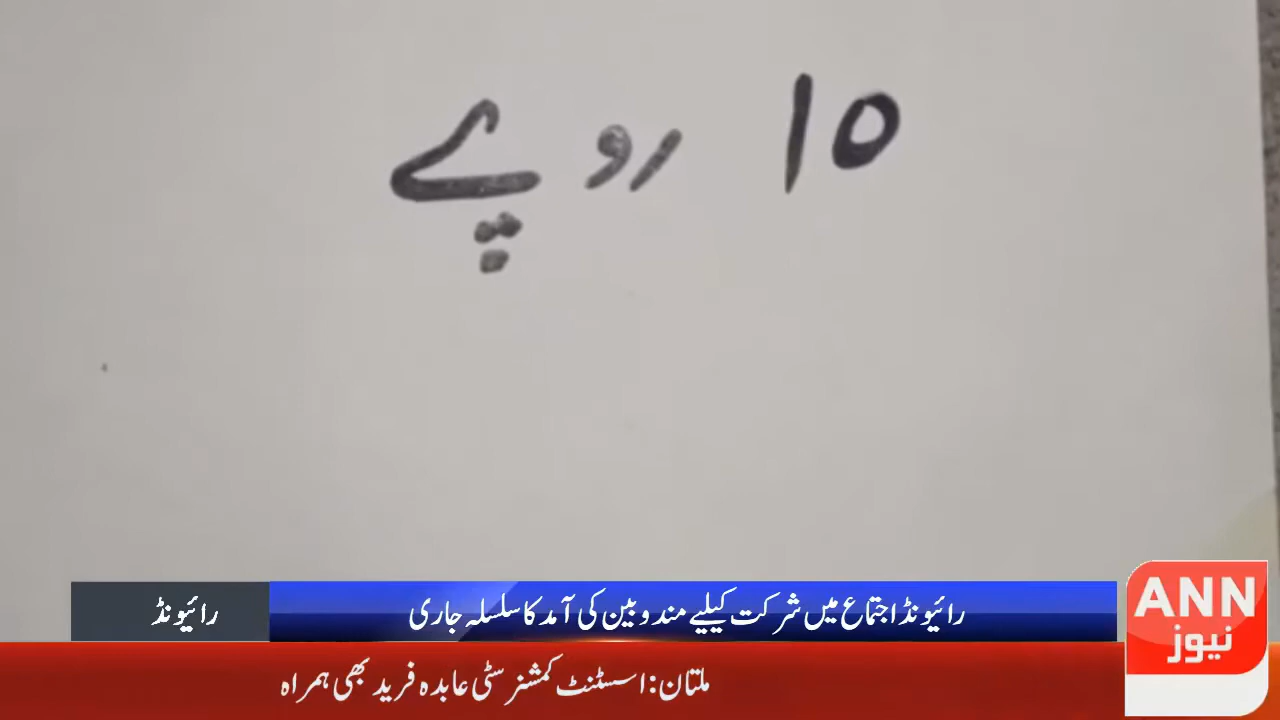 10 روپے
رائیونڈ اجتماع میں شرکت کیلیے مندوبین کی آمد کا سلسلہ جاری
رائیونڈ
ملتان: اسسٹنٹ کمشنر سٹی عابدہ فرید بھی ہمراہ
ANN
نیوز